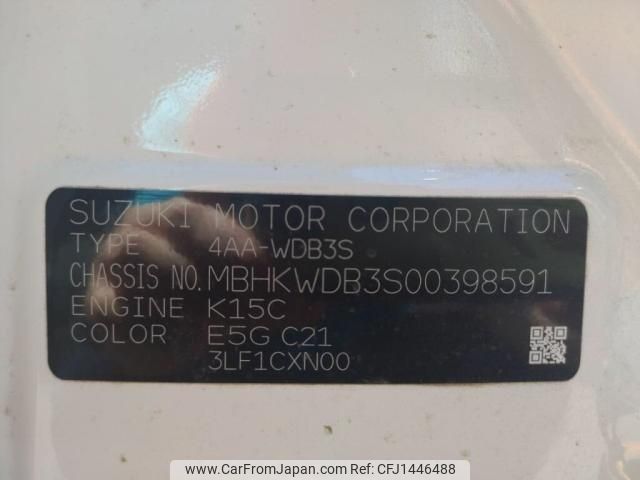 SUZUKI MOTOR CORPORATION
TYPE 4AA-WDB3S
CHASSIS NO. MBHKWDB3S00398591
ENGINE K15C
COLOR E5G C21
3LF1CXN00
www.CarFromJapan.com CFJ1446488